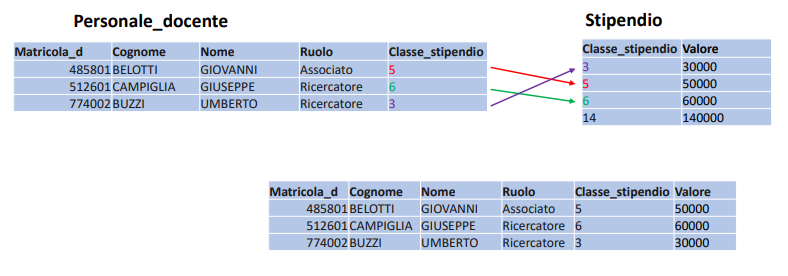 Personale_docente
Matricola_d Cognome Nome Ruolo Classe_stipendio
485801 BELOTTI GIOVANNI Associato 5
512601 CAMPIGLIA GIUSEPPE Ricercatore 6
774002 BUZZI UMBERTO Ricercatore 3
Stipendio
Classe_stipendio Valore
3 30000
5 50000
6 60000
14 140000
Matricola_d Cognome Nome Ruolo Classe_stipendio Valore
485801 BELOTTI GIOVANNI Associato 5 50000
512601 CAMPIGLIA GIUSEPPE Ricercatore 6 60000
774002 BUZZI UMBERTO Ricercatore 3 30000